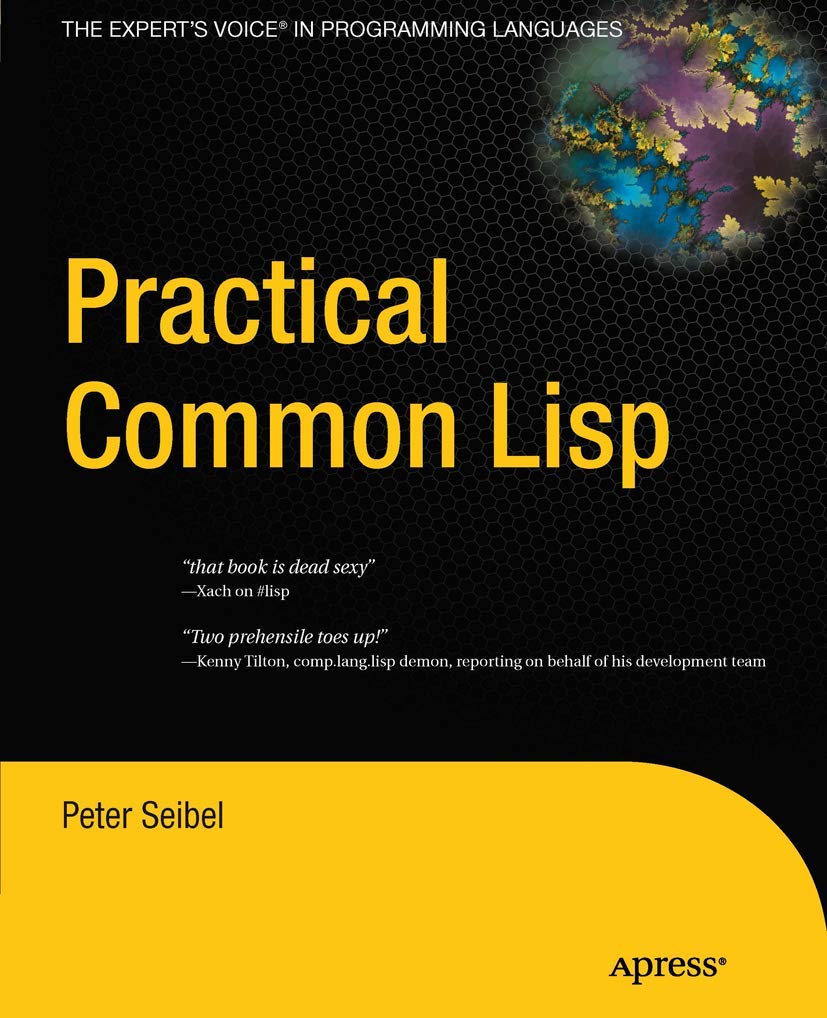 THE EXPERT'S VOICE® IN PROGRAMMING LANGUAGES
Practical
Common Lisp
“that book is dead sexy”
—Xach on #lisp
“Two prehensile toes up!”
—Kenny Tilton, comp.lang.lisp demon, reporting on behalf of his development team
Peter Seibel
Apress®